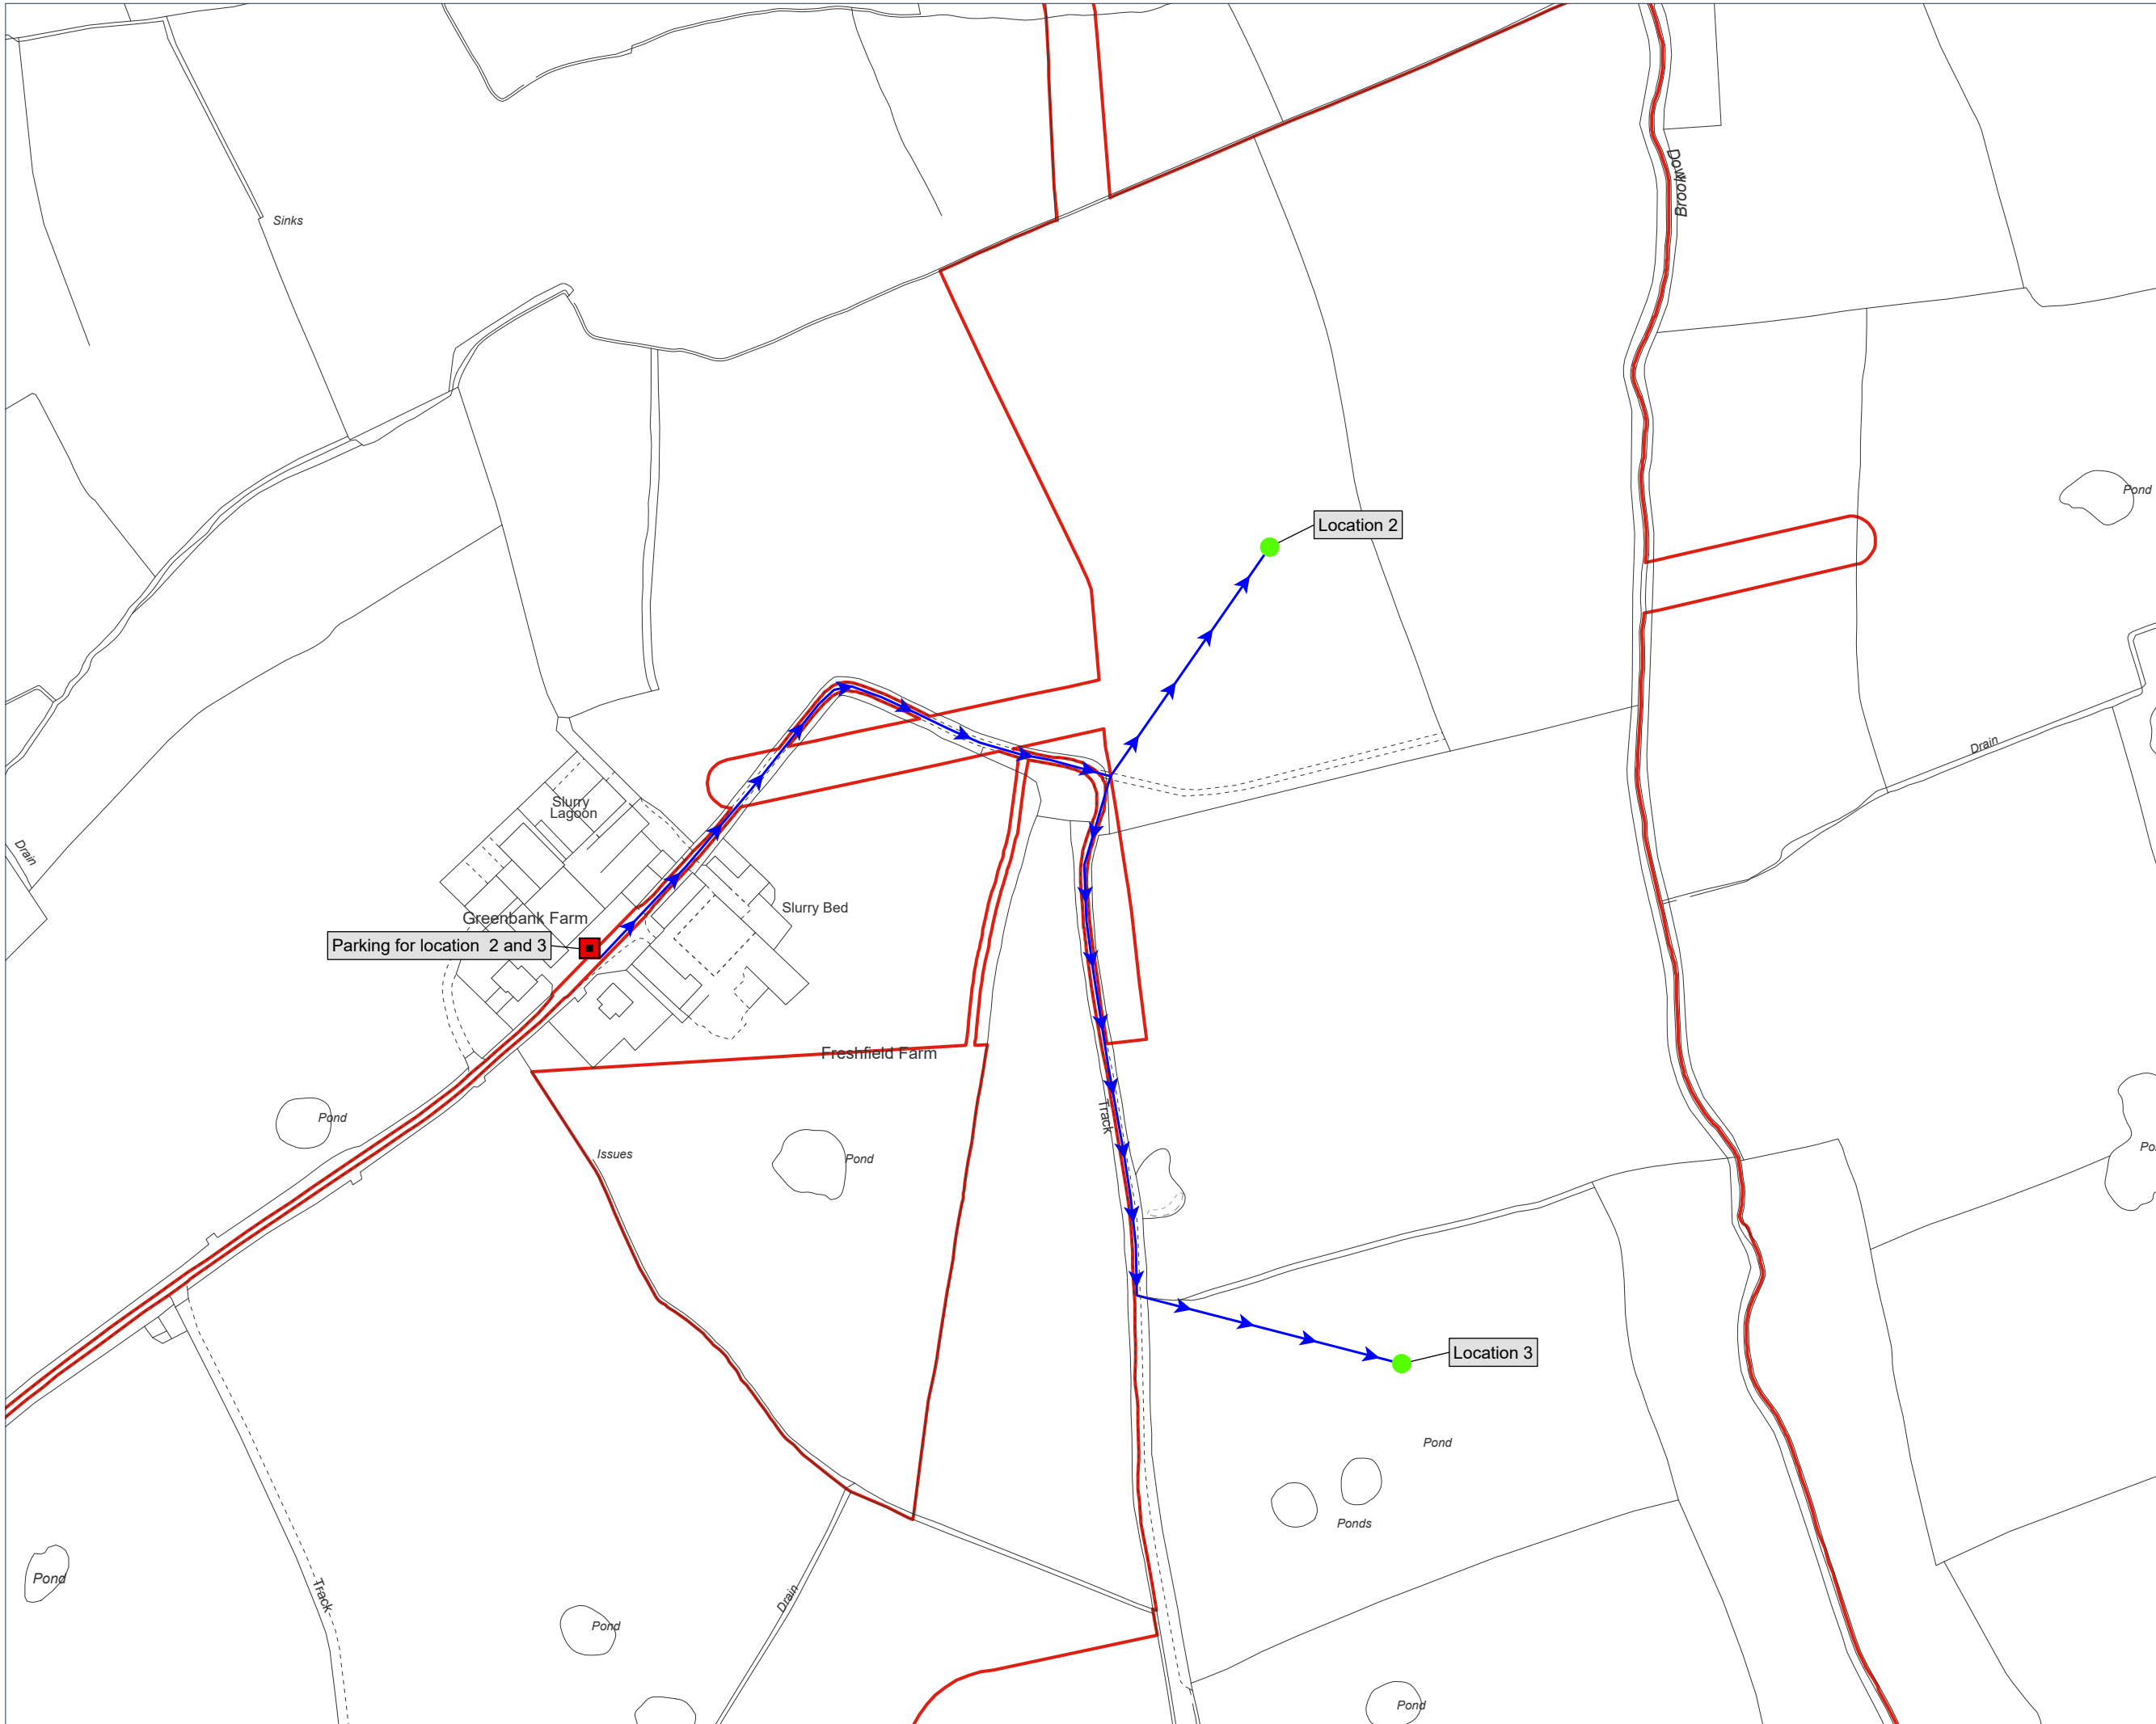 Dow
Brook
Sinks
Pond
Location 2
Drain
Slurry
Lagoon
Drain
Slurry Bed
Greenbank Farm
Parking for location  2 and 3
Freshfield Farm
Track
Pond
Issues
Pond
Location 3
Pond
Ponds
Pond
Track
Drain
Pond
Pond